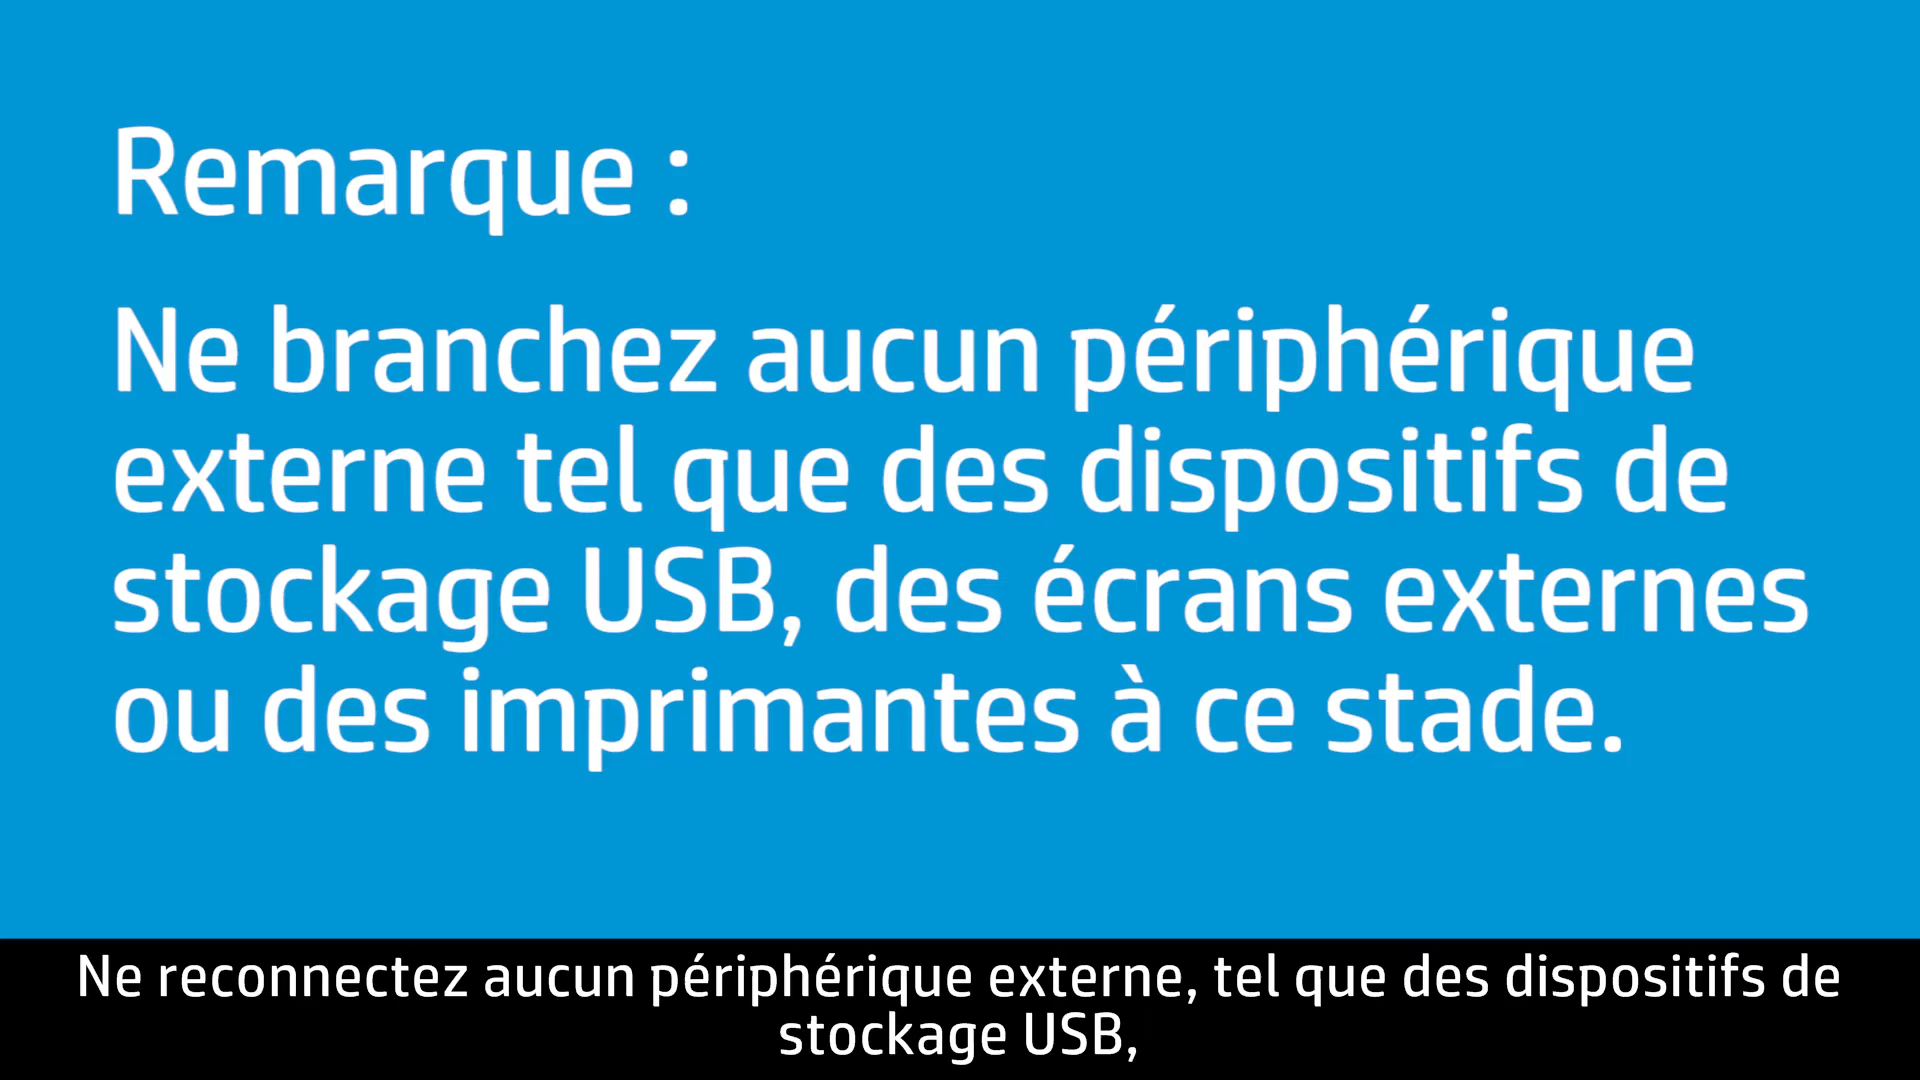 Remarque :
Ne branchez aucun périphérique
externe tel que des dispositifs de
stockage USB, des écrans externes
ou des imprimantes à ce stade.
Ne reconnectez aucun périphérique externe, tel que des dispositifs de
stockage USB,